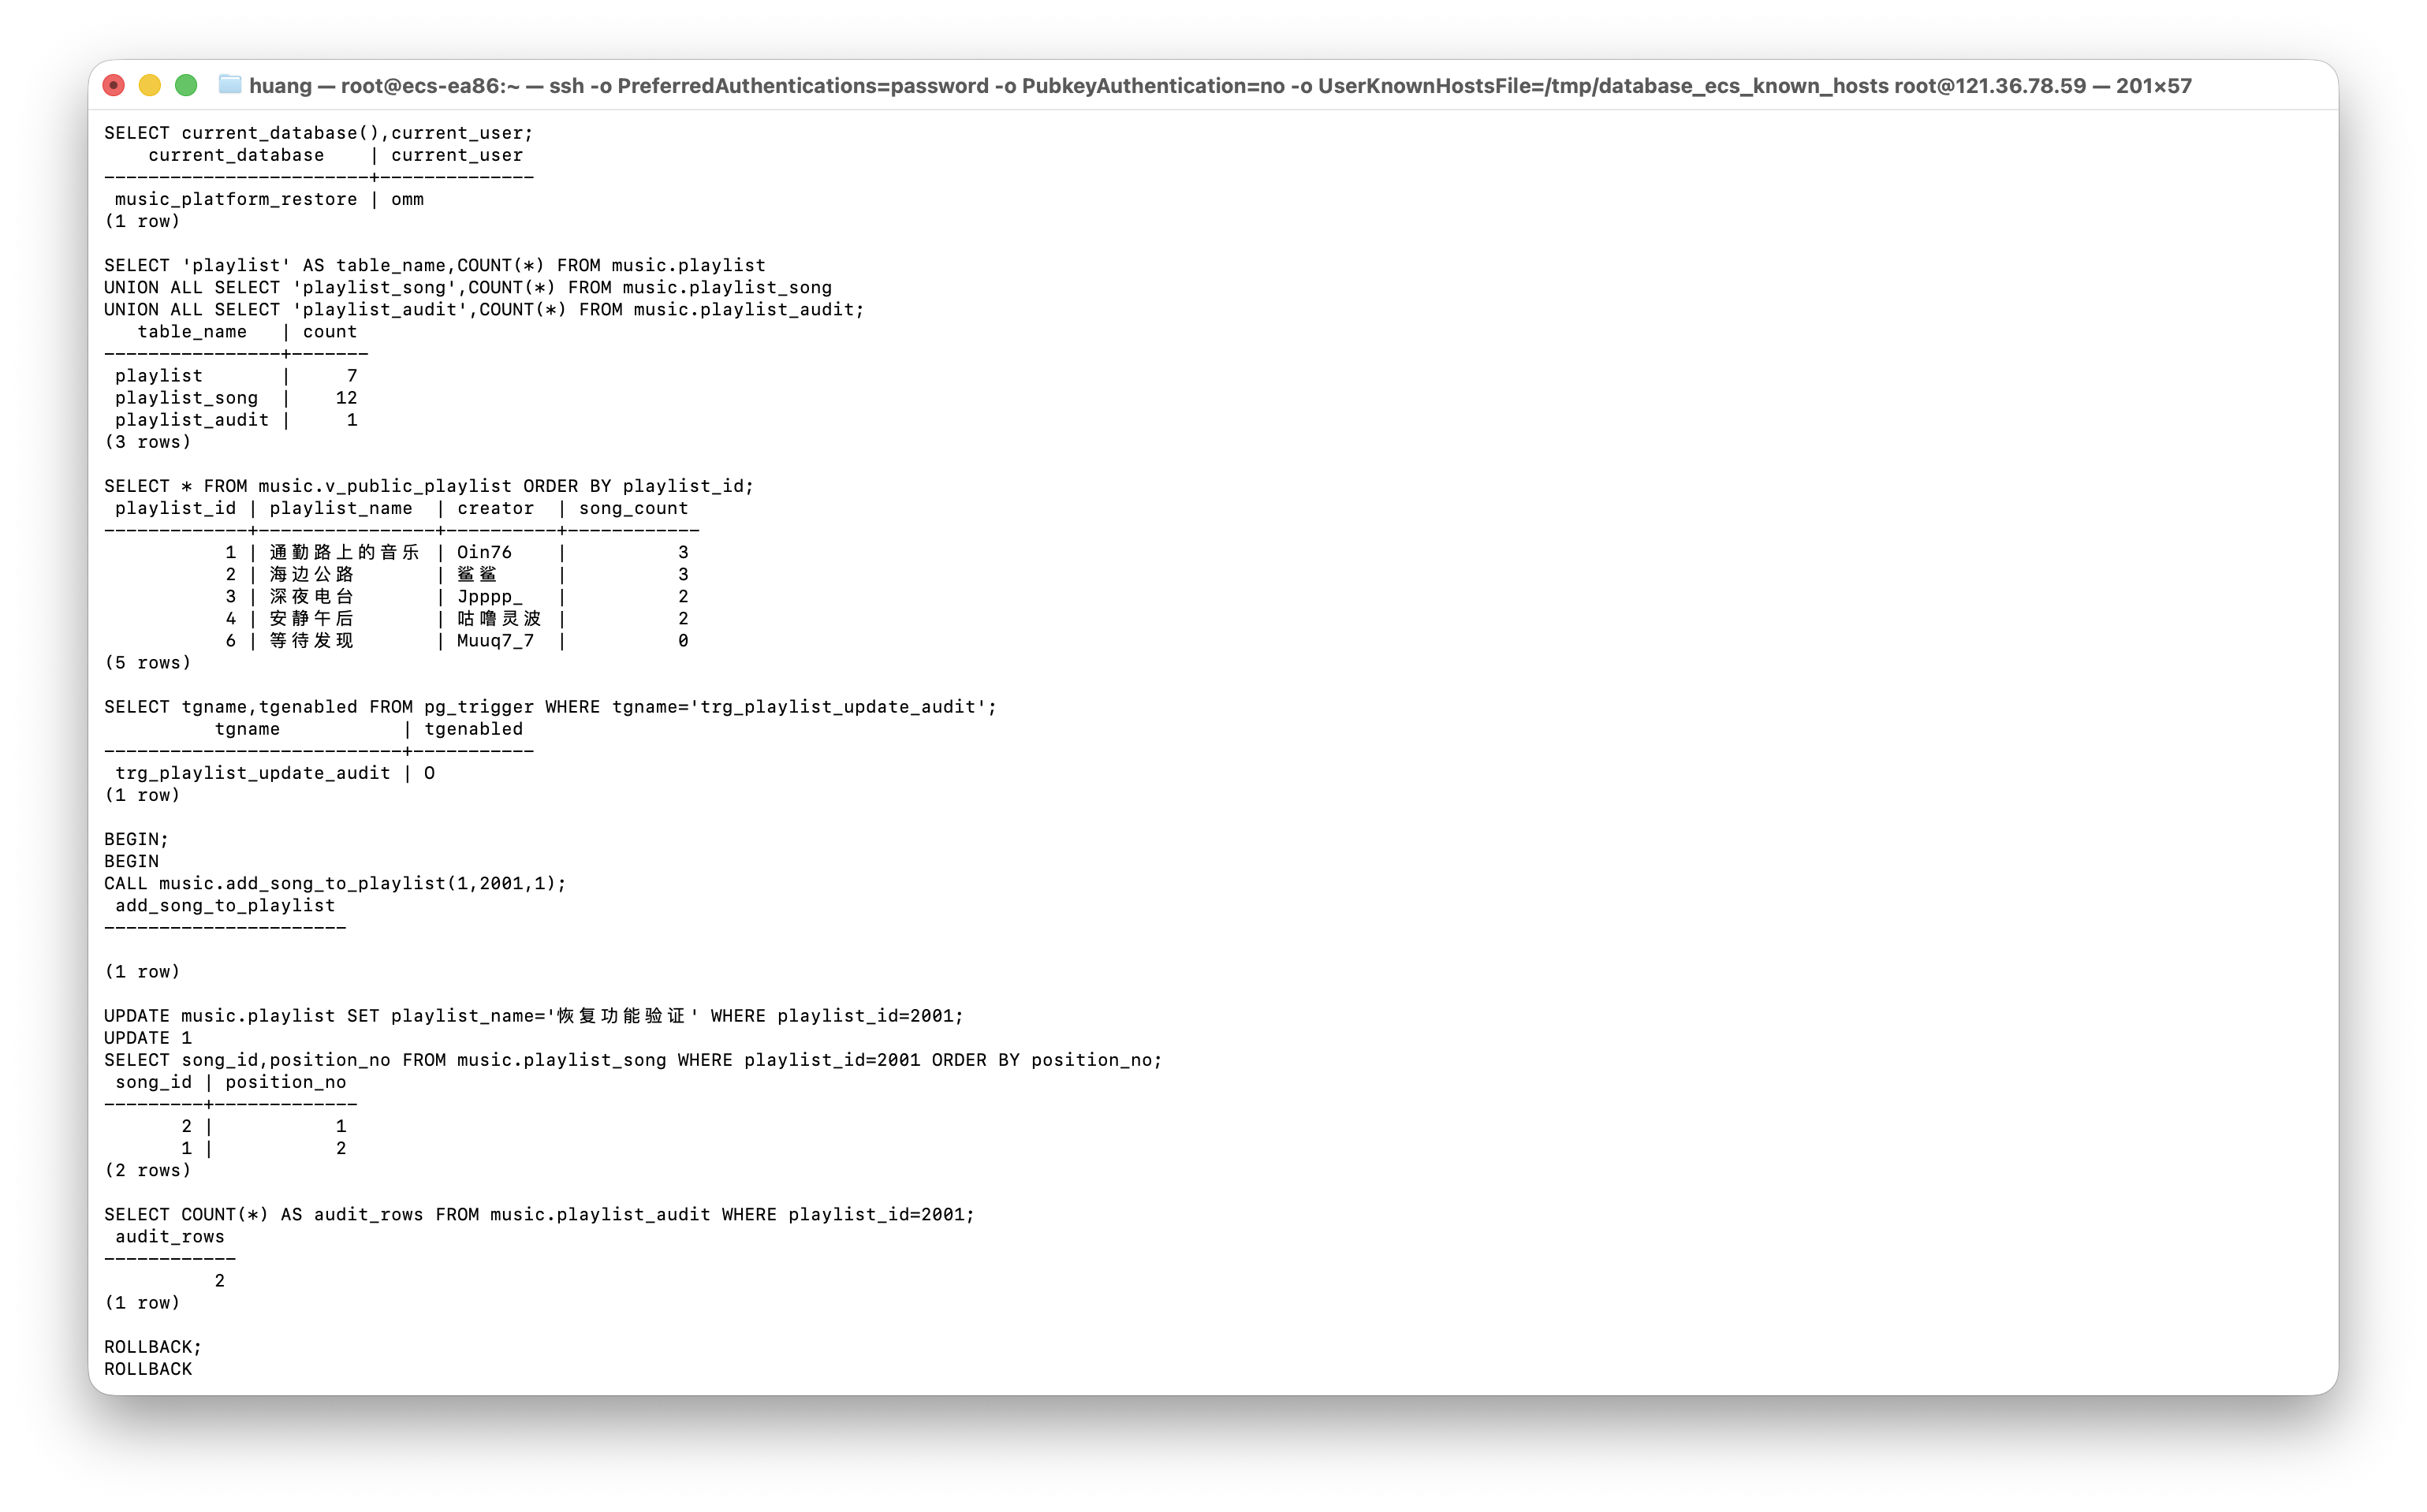 huang — root@ecs-ea86:~ — ssh -o PreferredAuthentications=password -o PubkeyAuthentication=no -o UserKnownHostsFile=/tmp/database_ecs_known_hosts root@121.36.78.59 — 201×57
SELECT current_database(),current_user;
    current_database    | current_user
------------------------+--------------
 music_platform_restore | omm
(1 row)

SELECT 'playlist' AS table_name,COUNT(*) FROM music.playlist
UNION ALL SELECT 'playlist_song',COUNT(*) FROM music.playlist_song
UNION ALL SELECT 'playlist_audit',COUNT(*) FROM music.playlist_audit;
   table_name   | count
----------------+-------
 playlist       |     7
 playlist_song  |    12
 playlist_audit |     1
(3 rows)

SELECT * FROM music.v_public_playlist ORDER BY playlist_id;
 playlist_id | playlist_name  | creator  | song_count
-------------+----------------+----------+------------
           1 | 通勤路上的音乐 | Oin76    |          3
           2 | 海边公路       | 鲨鲨     |          3
           3 | 深夜电台       | Jpppp_   |          2
           4 | 安静午后       | 咕噜灵波 |          2
           6 | 等待发现       | Muuq7_7  |          0
(5 rows)

SELECT tgname,tgenabled FROM pg_trigger WHERE tgname='trg_playlist_update_audit';
          tgname           | tgenabled
---------------------------+-----------
 trg_playlist_update_audit | O
(1 row)

BEGIN;
BEGIN
CALL music.add_song_to_playlist(1,2001,1);
 add_song_to_playlist
----------------------

(1 row)

UPDATE music.playlist SET playlist_name='恢复功能验证' WHERE playlist_id=2001;
UPDATE 1
SELECT song_id,position_no FROM music.playlist_song WHERE playlist_id=2001 ORDER BY position_no;
 song_id | position_no
---------+-------------
       2 |           1
       1 |           2
(2 rows)

SELECT COUNT(*) AS audit_rows FROM music.playlist_audit WHERE playlist_id=2001;
 audit_rows
------------
          2
(1 row)

ROLLBACK;
ROLLBACK